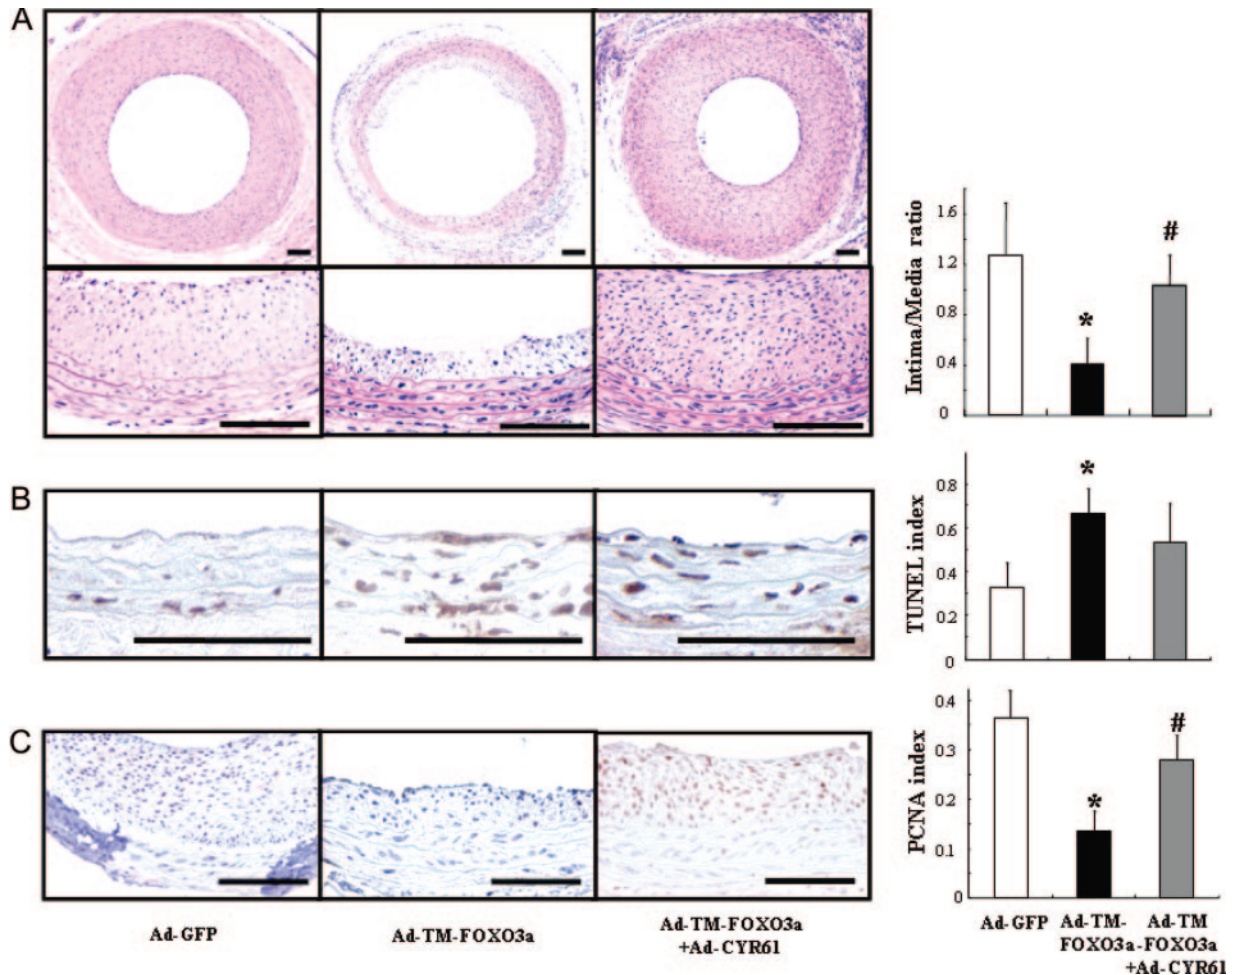 A
Intima/Media ratio
1.6
1.2
0.8
0.4
0
*
#
B
TUNEL index
0.8
0.6
0.4
0.2
0
*
C
PCNA index
0.4
0.3
0.2
0.1
0
*
#
Ad-GFP
Ad-TM-FOXO3a
Ad-TM-FOXO3a
+Ad-CYR61
Ad-GFP
Ad-TM-
FOXO3a
Ad-TM
-FOXO3a
+Ad-CYR61